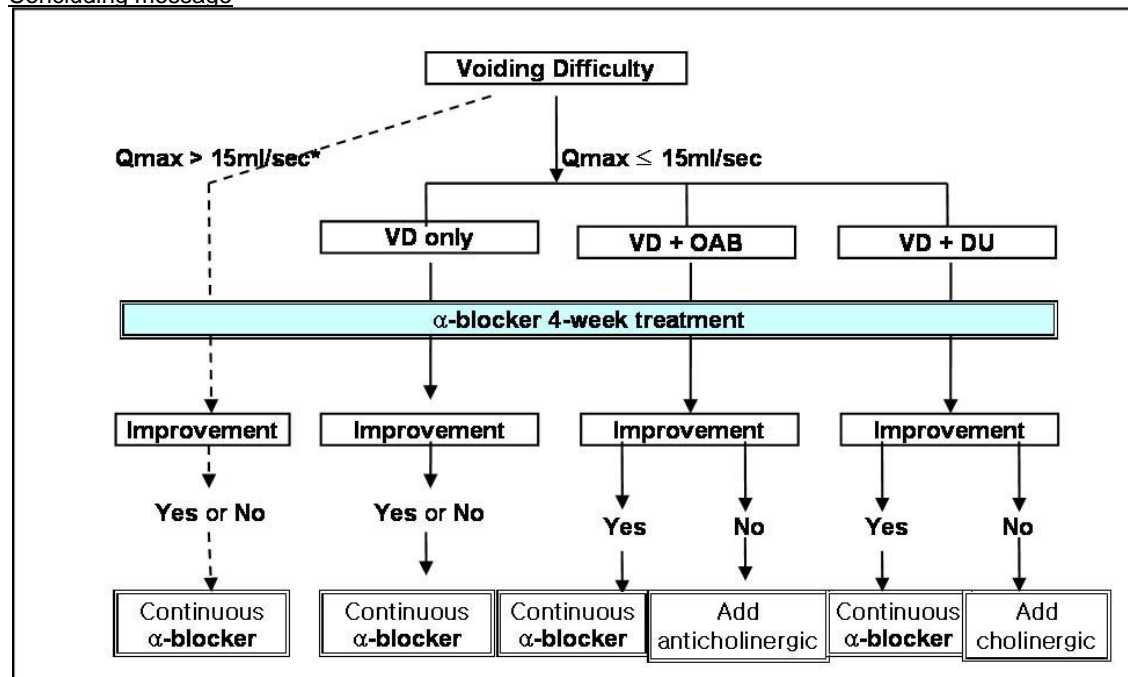 Concluding message
Voiding Difficulty
Qmax > 15ml/sec*
Qmax ≤ 15ml/sec
VD only
VD + OAB
VD + DU
α-blocker 4-week treatment
Improvement
Improvement
Improvement
Improvement
Yes or No
Yes or No
Yes
No
Yes
No
Continuous
α-blocker
Continuous
α-blocker
Continuous
α-blocker
Add
anticholinergic
Continuous
α-blocker
Add
cholinergic